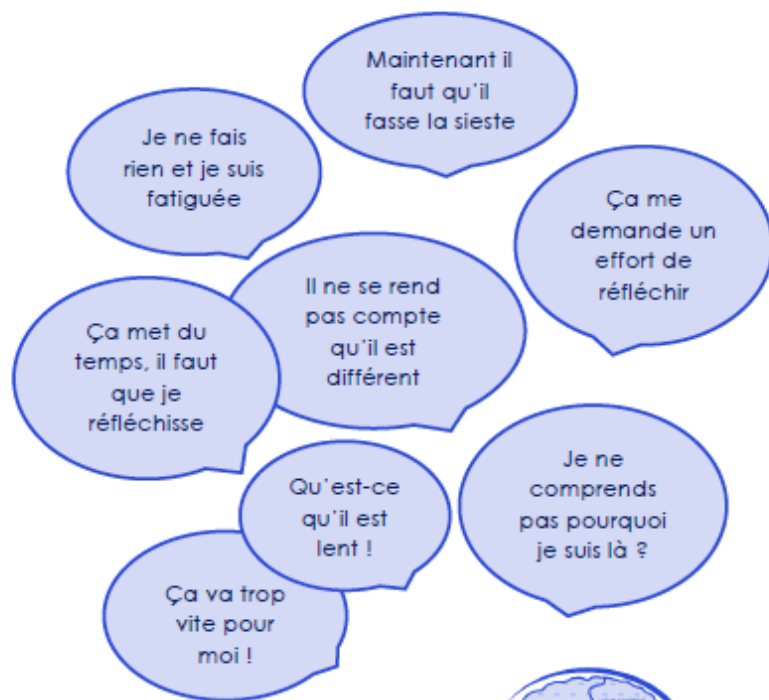 Maintenant il
faut qu'il
fasse la sieste
Je ne fais
rien et je suis
fatiguée
Ça me
demande un
effort de
réfléchir
Il ne se rend
pas compte
qu'il est
différent
Ça met du
temps, il faut
que je
réfléchisse
Qu'est-ce
qu'il est
lent !
Je ne
comprends
pas pourquoi
je suis là ?
Ça va trop
vite pour
moi !